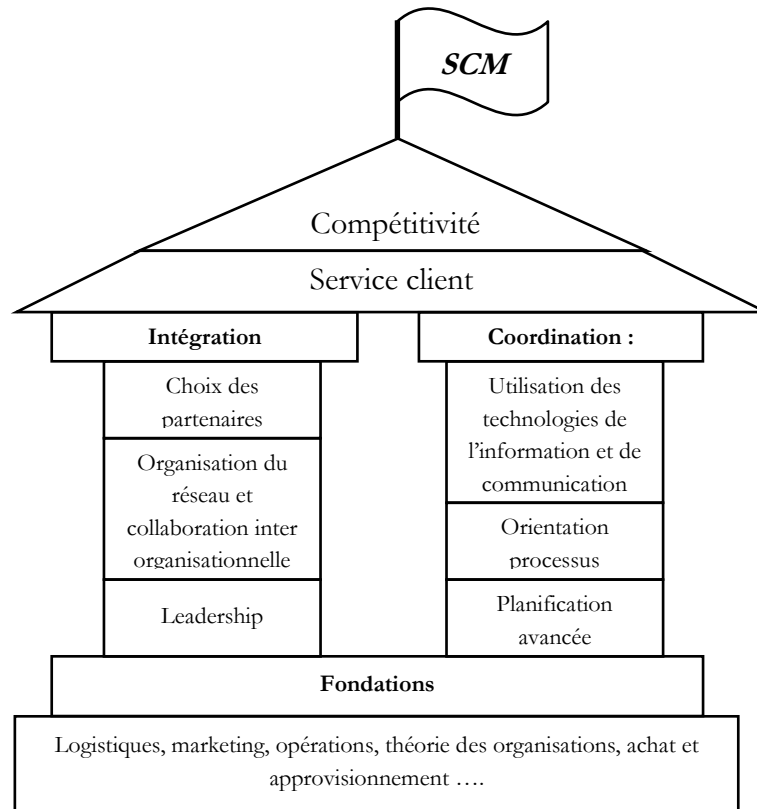 SCM
Compétitivité
Service client
Intégration
Choix des
partenaires
Organisation du
réseau et
collaboration inter
organisationnelle
Leadership
Coordination :
Utilisation des
technologies de
l'information et de
communication
Orientation
processus
Planification
avancée
Fondations
Logistiques, marketing, opérations, théorie des organisations, achat et
approvisionnement ….